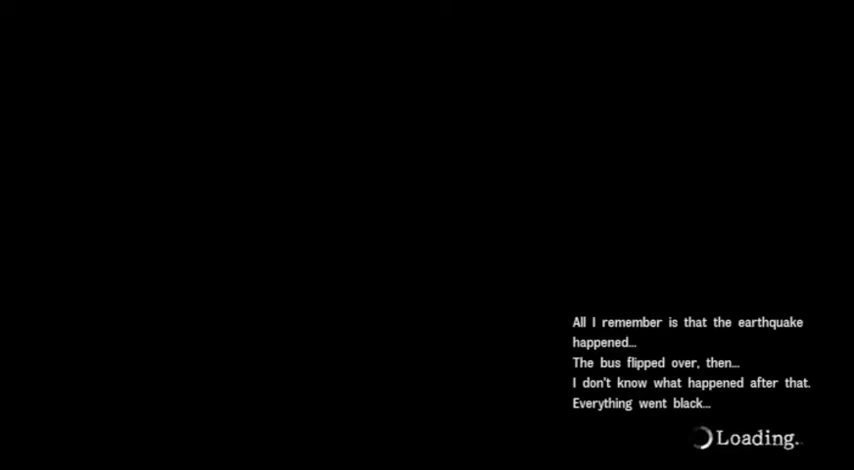 All I remember is that the earthquake
happened...
The bus flipped over, then...
I don't know what happened after that.
Everything went black...
Loading.